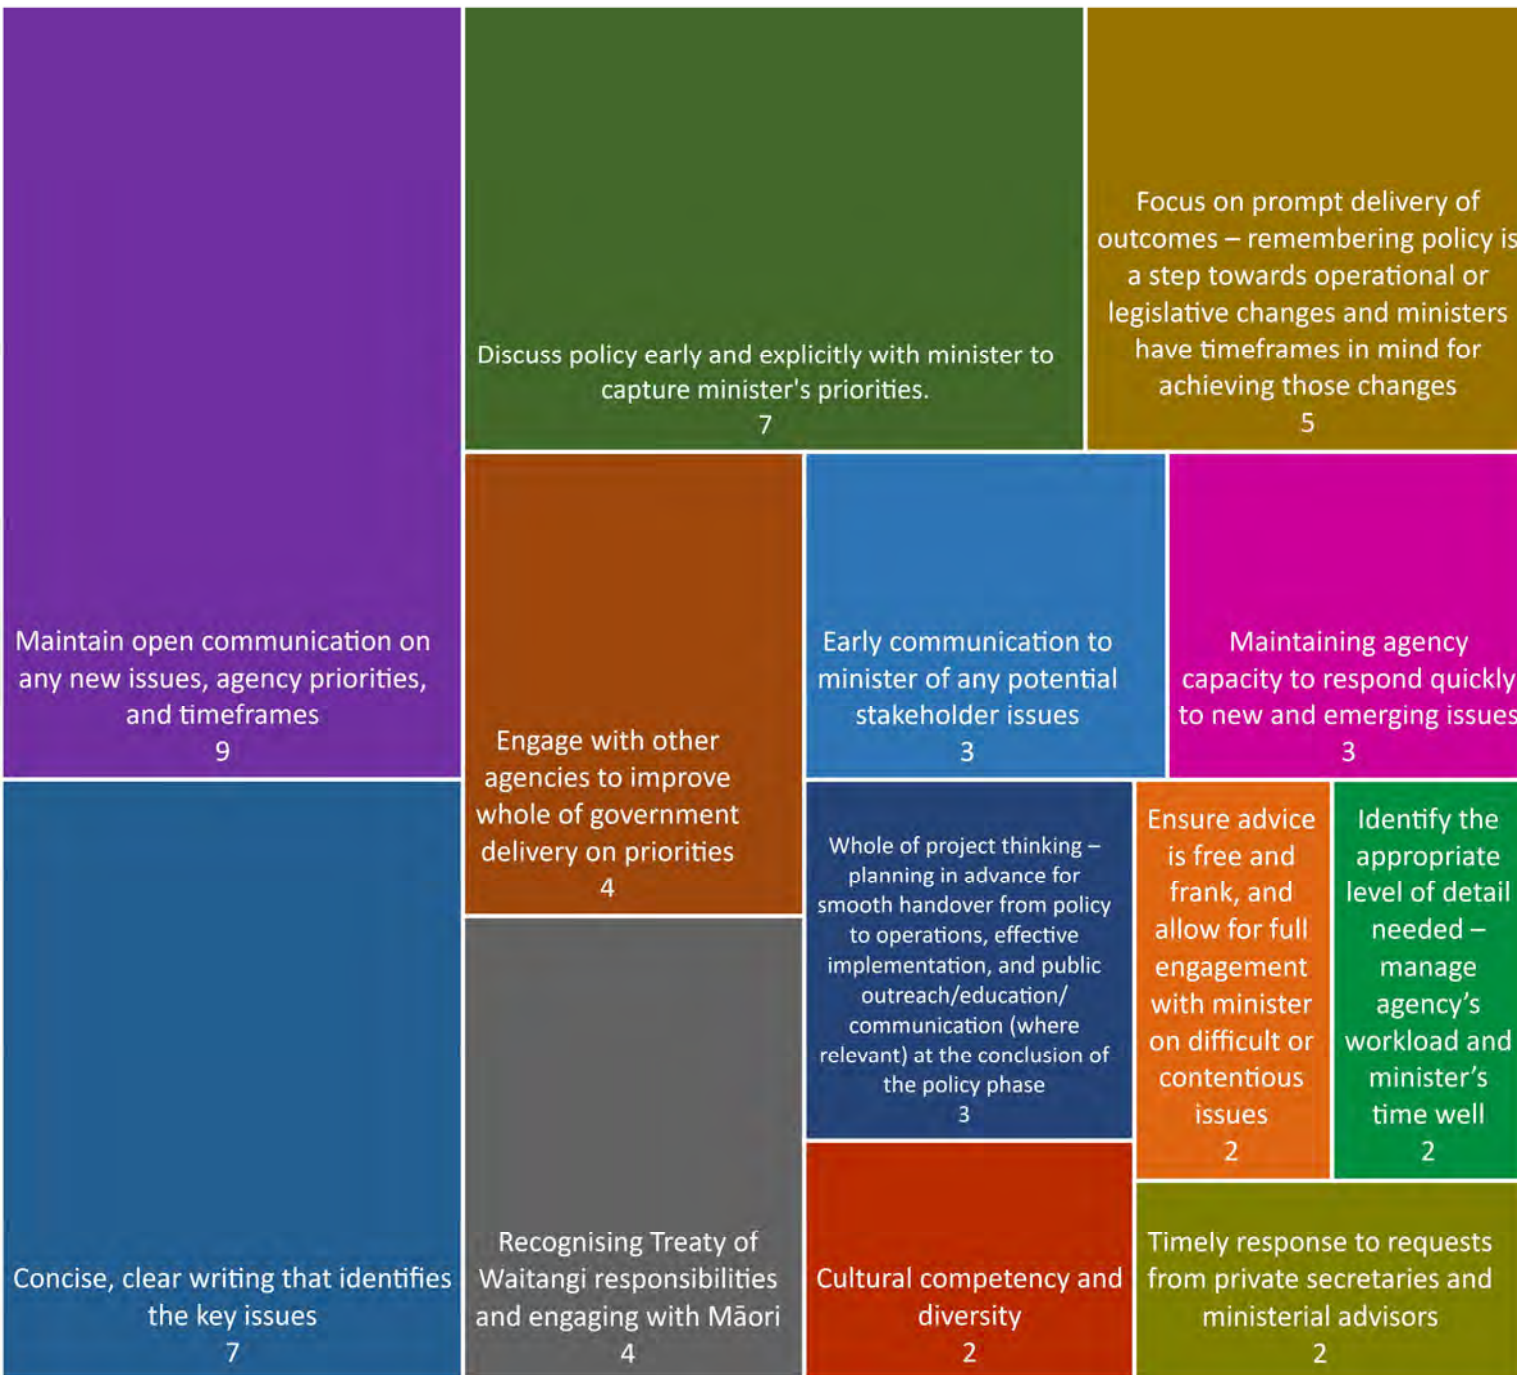 Maintain open communication on
any new issues, agency priorities,
and timeframes
9
Discuss policy early and explicitly with minister to
capture minister's priorities.
7
Focus on prompt delivery of
outcomes – remembering policy is
a step towards operational or
legislative changes and ministers
have timeframes in mind for
achieving those changes
5
Engage with other
agencies to improve
whole of government
delivery on priorities
4
Early communication to
minister of any potential
stakeholder issues
3
Maintaining agency
capacity to respond quickly
to new and emerging issues
3
Concise, clear writing that identifies
the key issues
7
Recognising Treaty of
Waitangi responsibilities
and engaging with Māori
4
Whole of project thinking –
planning in advance for
smooth handover from policy
to operations, effective
implementation, and public
outreach/education/
communication (where
relevant) at the conclusion of
the policy phase
3
Ensure advice
is free and
frank, and
allow for full
engagement
with minister
on difficult or
contentious
issues
2
Identify the
appropriate
level of detail
needed –
manage
agency’s
workload and
minister’s
time well
2
Cultural competency and
diversity
2
Timely response to requests
from private secretaries and
ministerial advisors
2